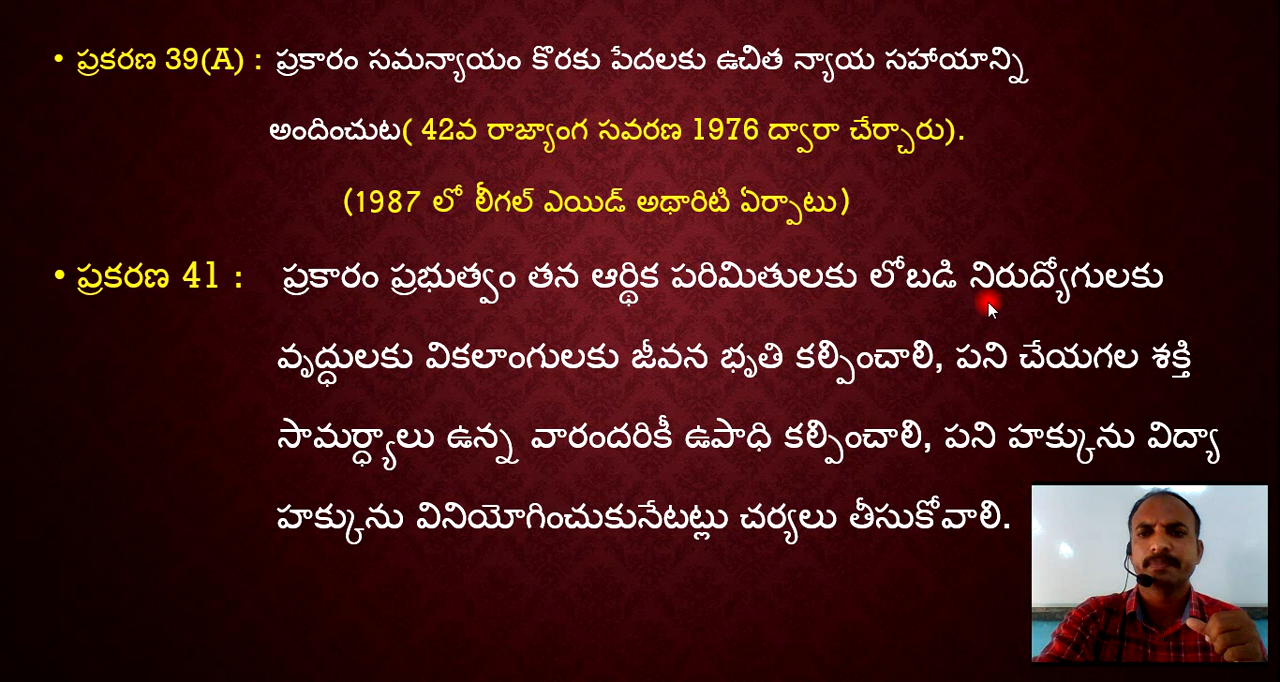 • ప్రకరణ 39(A) : ప్రకారం సమన్యాయం కొరకు పేదలకు ఉచిత న్యాయ సహాయాన్ని
అందించుట( 42వ రాజ్యాంగ సవరణ 1976 ద్వారా చేర్చారు).
(1987 లో లీగల్ ఎయిడ్ అథారిటి ఏర్పాటు)
• ప్రకరణ 41 : ప్రకారం ప్రభుత్వం తన ఆర్థిక పరిమితులకు లోబడి నిరుద్యోగులకు
వృద్ధులకు వికలాంగులకు జీవన భృతి కల్పించాలి, పని చేయగల శక్తి
సామర్ధ్యాలు ఉన్న వారందరికీ ఉపాధి కల్పించాలి, పని హక్కును విద్యా
హక్కును వినియోగించుకునేటట్లు చర్యలు తీసుకోవాలి.